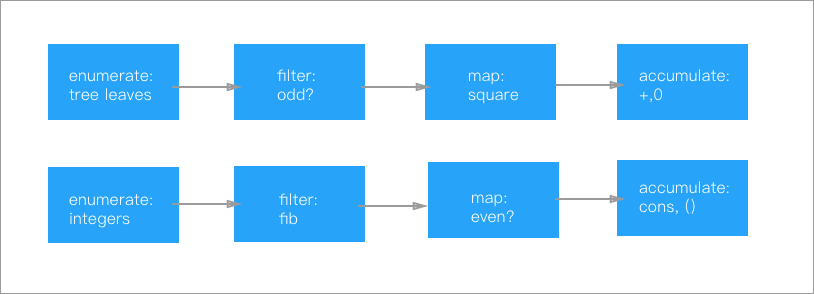 enumerate:
tree leaves
filter:
odd?
map:
square
accumulate:
+,0
enumerate:
integers
filter:
fib
map:
even?
accumulate:
cons, ()